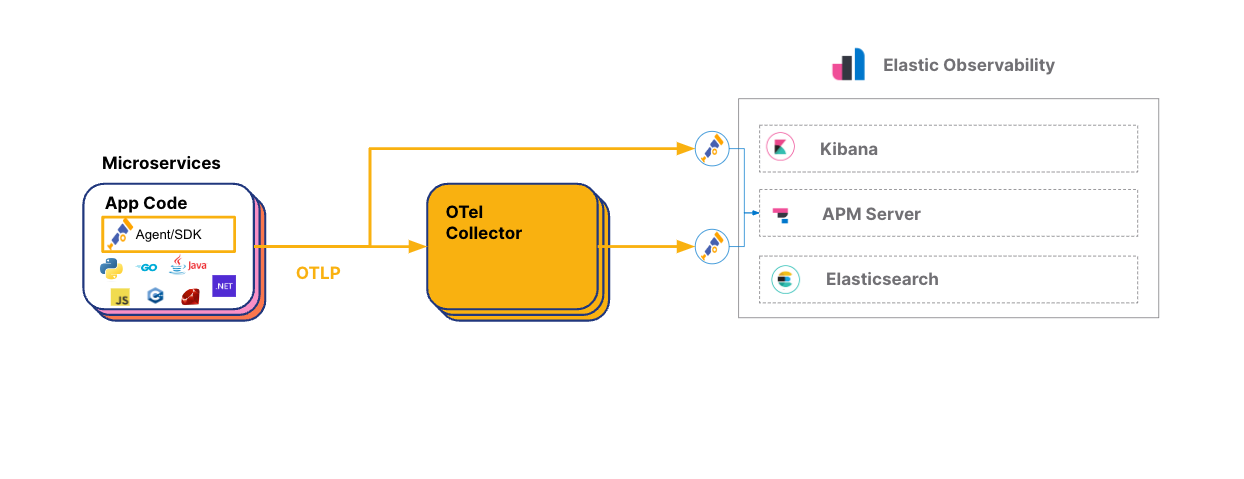 Elastic Observability
Microservices
App Code
Agent/SDK
GO
Java
JS
C++
.NET
OTLP
OTel
Collector
Kibana
APM Server
Elasticsearch